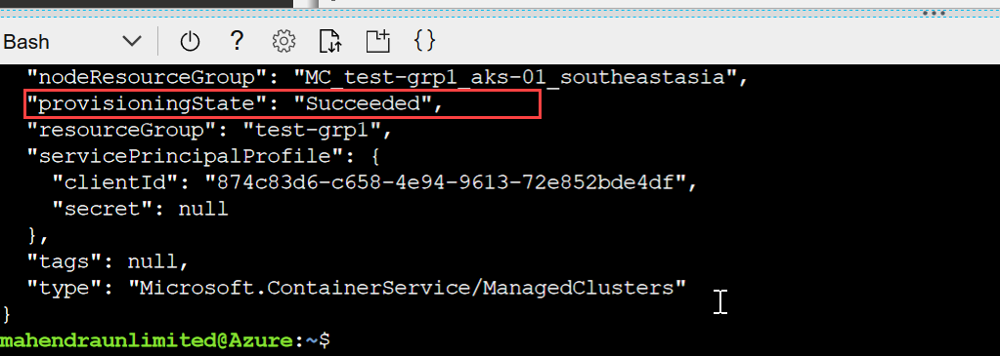 Bash
"nodeResourceGroup": "MC_test-grp1_aks-01_southeastasia",
"provisioningState": "Succeeded",
"resourceGroup": "test-grp1",
"servicePrincipalProfile": {
"clientId": "874c83d6-c658-4e94-9613-72e852bde4df",
"secret": null
},
"tags": null,
"type": "Microsoft.ContainerService/ManagedClusters"
}
mahendraunlimited@Azure:~$